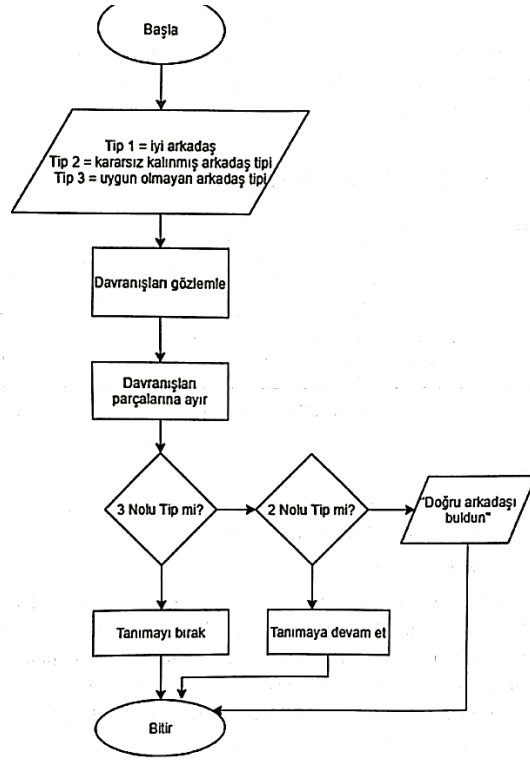 Başla
Tip 1 = iyi arkadaş
Tip 2 = kararsız kalınmış arkadaş tipi
Tip 3 = uygun olmayan arkadaş tipi
Davranışları gözlemle
Davranışları
parçalarına ayır
3 Nolu Tip mi?
2 Nolu Tip mi?
"Doğru arkadaşı
buldun"
Tanımayı bırak
Tanımaya devam et
Bitir